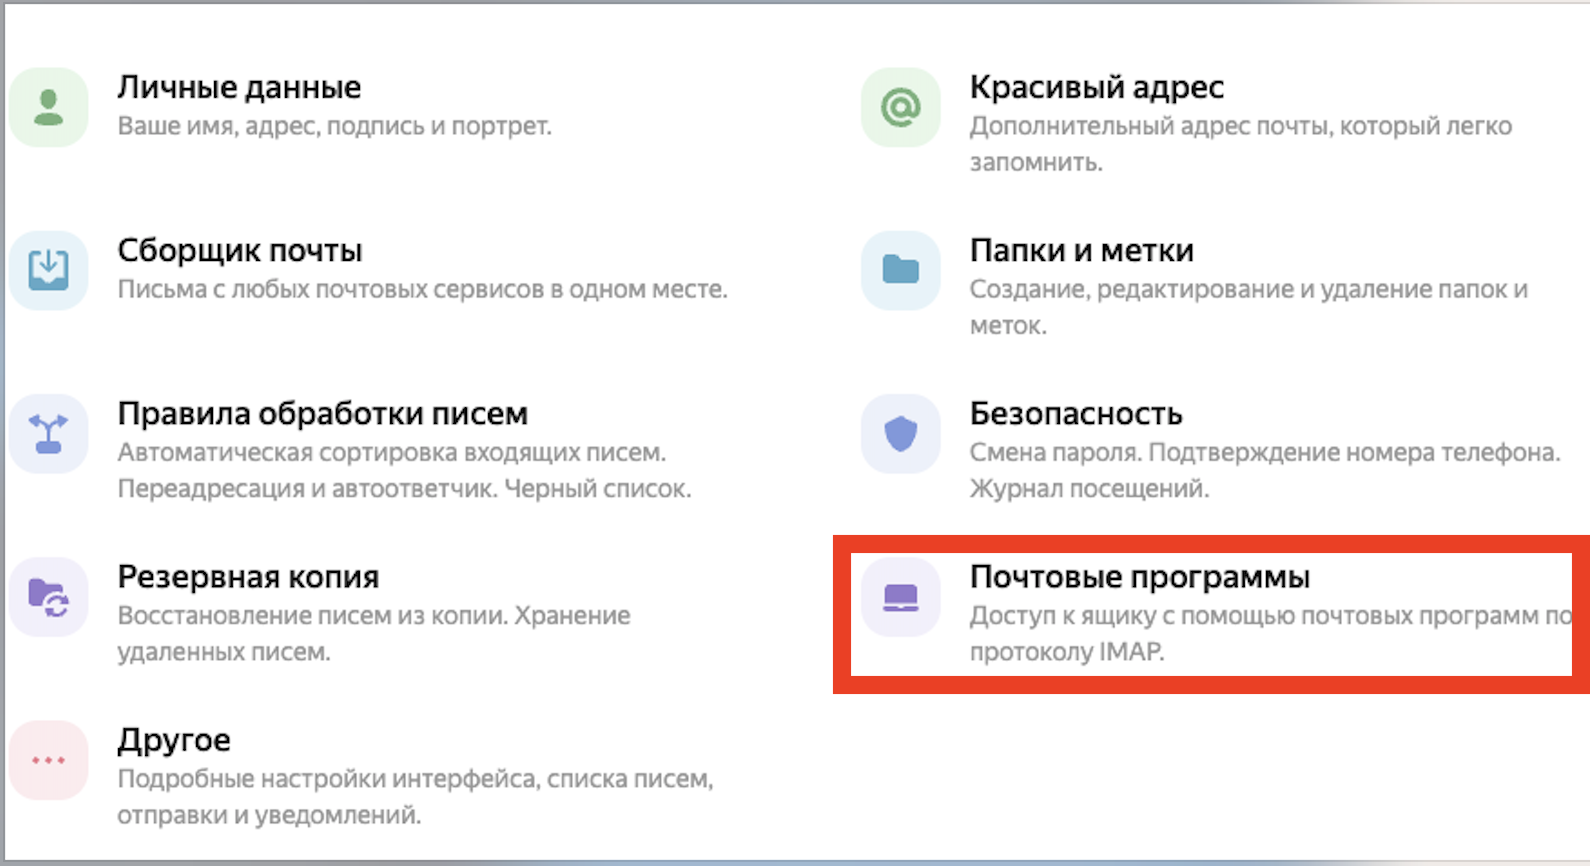 Личные данные
Ваше имя, адрес, подпись и портрет.
Красивый адрес
Дополнительный адрес почты, который легко
запомнить.
Сборщик почты
Письма с любых почтовых сервисов в одном месте.
Папки и метки
Создание, редактирование и удаление папок и
меток.
Правила обработки писем
Автоматическая сортировка входящих писем.
Переадресация и автоответчик. Черный список.
Безопасность
Смена пароля. Подтверждение номера телефона.
Журнал посещений.
Резервная копия
Восстановление писем из копии. Хранение
удаленных писем.
Почтовые программы
Доступ к ящику с помощью почтовых программ по
протоколу IMAP.
Другое
Подробные настройки интерфейса, списка писем,
отправки и уведомлений.